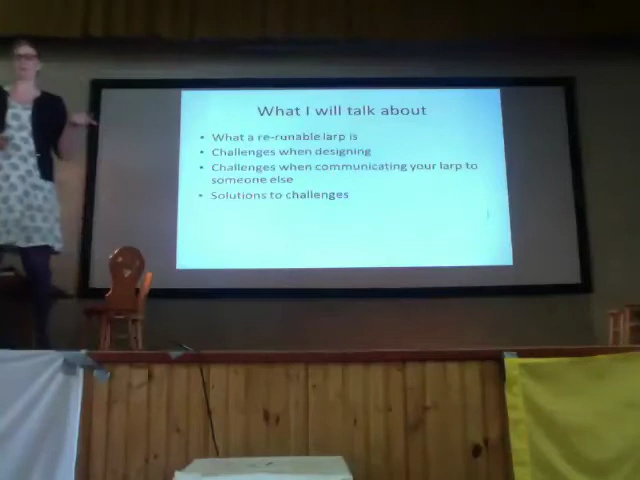 What I will talk about
• What a re-runable larp is
• Challenges when designing
• Challenges when communicating your larp to
someone else
• Solutions to challenges